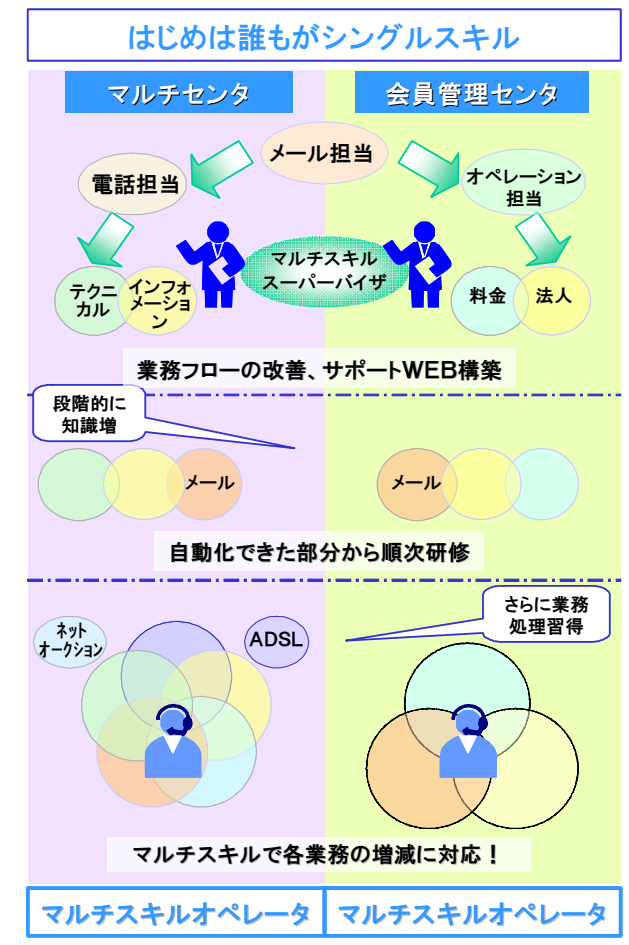 はじめは誰もがシングルスキル
マルチセンタ
会員管理センタ
メール担当
電話担当
オペレーション
担当
マルチスキル
スーパーバイザ
テクニ
カル
インフォ
メーショ
ン
料金
法人
業務フローの改善、サポートWEB構築
段階的に
知識増
メール
メール
自動化できた部分から順次研修
さらに業務
処理習得
ネット
オークション
ADSL
マルチスキルで各業務の増減に対応！
マルチスキルオペレータ
マルチスキルオペレータ